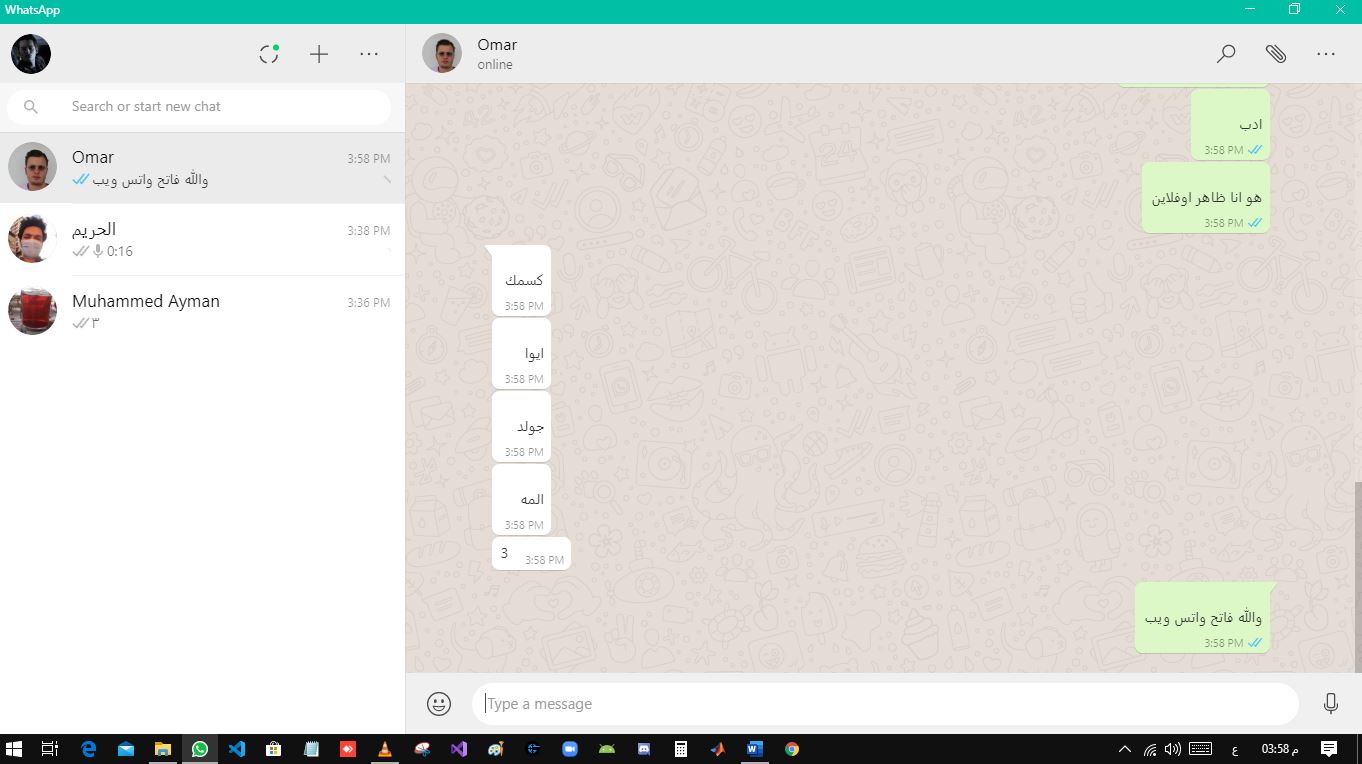 WhatsApp
Search or start new chat
Omar
3:58 PM
والله فاتح واتس ويب
الحريم
3:38 PM
0:16
Muhammed Ayman
3:36 PM
٣
Omar
online
ادب
3:58 PM
هو انا ظاهر اوفلاين
3:58 PM
كسمك
3:58 PM
ايوا
3:58 PM
جولد
3:58 PM
المه
3:58 PM
3
3:58 PM
والله فاتح واتس ويب
3:58 PM
Type a message
ع
03:58 م